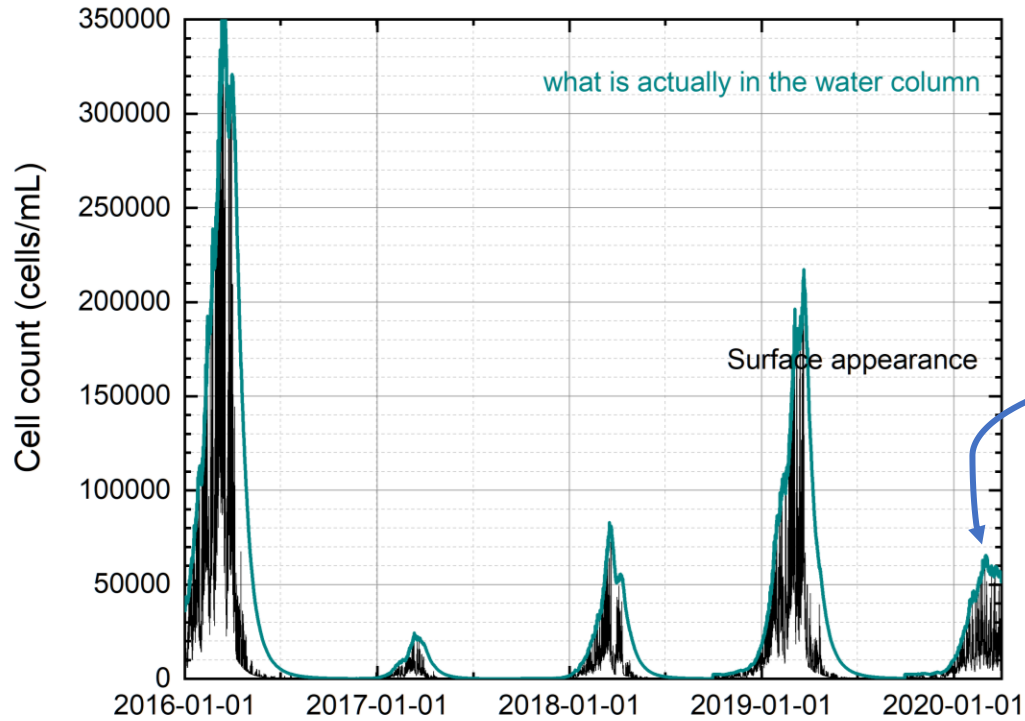 350000
what is actually in the water column
300000
250000
200000
Surface appearance
150000
100000
50000
0
Cell count (cells/mL)
2016-01-01 2017-01-01 2018-01-01 2019-01-01 2020-01-01